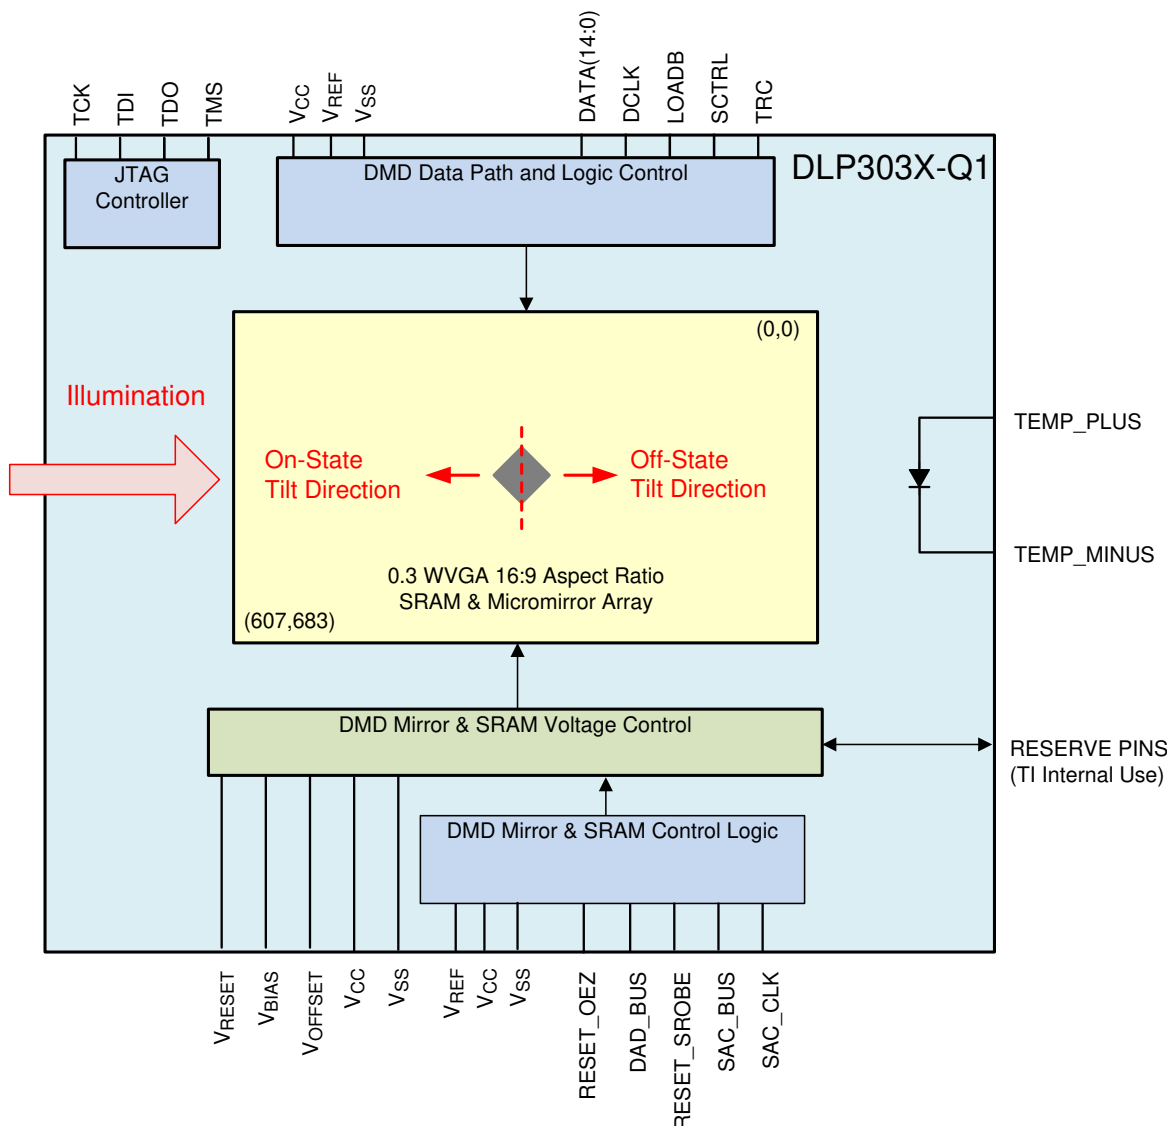 TCK
TDI
TDO
TMS
VCC
VREF
VSS
DATA(14:0)
DCLK
LOADB
SCTRL
TRC
JTAG
Controller
DMD Data Path and Logic Control
DLP303X-Q1
(0,0)
Illumination
On-State
Tilt Direction
Off-State
Tilt Direction
TEMP_PLUS
TEMP_MINUS
0.3 WVGA 16:9 Aspect Ratio
SRAM & Micromirror Array
(607,683)
DMD Mirror & SRAM Voltage Control
RESERVE PINS
(TI Internal Use)
DMD Mirror & SRAM Control Logic
VRESET
VBIAS
VOFFSET
VCC
VSS
VREF
VCC
VSS
RESET_OEZ
DAD_BUS
RESET_SROBE
SAC_BUS
SAC_CLK